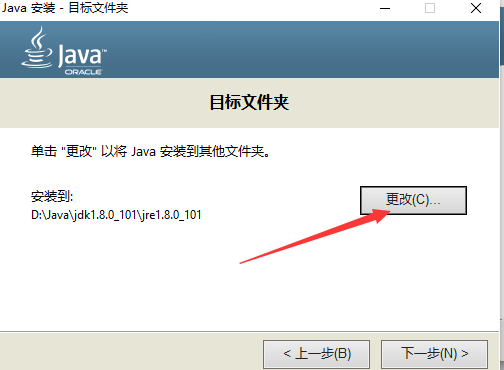 Java 安装 - 目标文件夹
Java™
ORACLE
目标文件夹
单击 "更改" 以将 Java 安装到其他文件夹。
安装到:
D:\Java\jdk1.8.0_101\jre1.8.0_101
更改(C)...
< 上一步(B)
下一步(N) >